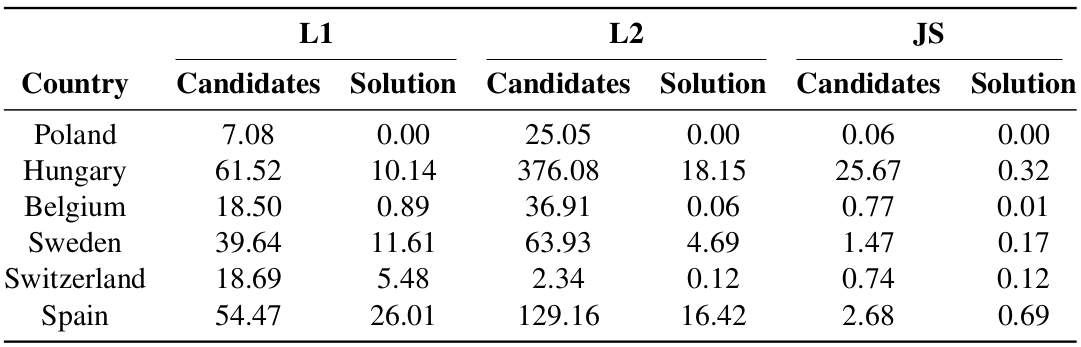 L1 L2 JS
Country Candidates Solution Candidates Solution Candidates Solution
Poland 7.08 0.00 25.05 0.00 0.06 0.00
Hungary 61.52 10.14 376.08 18.15 25.67 0.32
Belgium 18.50 0.89 36.91 0.06 0.77 0.01
Sweden 39.64 11.61 63.93 4.69 1.47 0.17
Switzerland 18.69 5.48 2.34 0.12 0.74 0.12
Spain 54.47 26.01 129.16 16.42 2.68 0.69